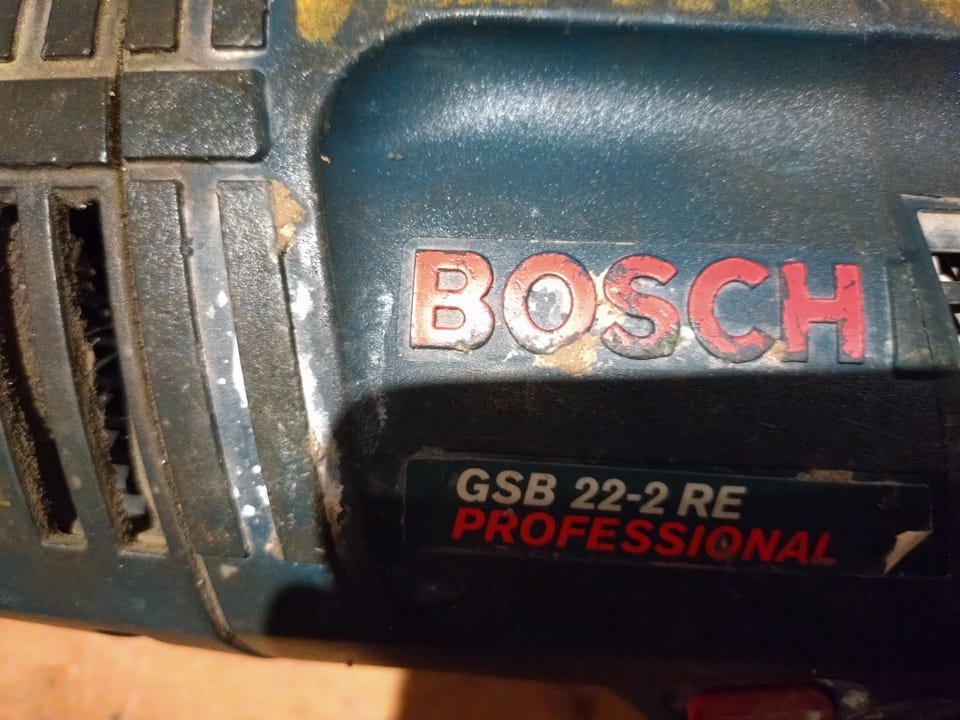 BOSCH
GSB 22-2 RE
PROFESSIONAL